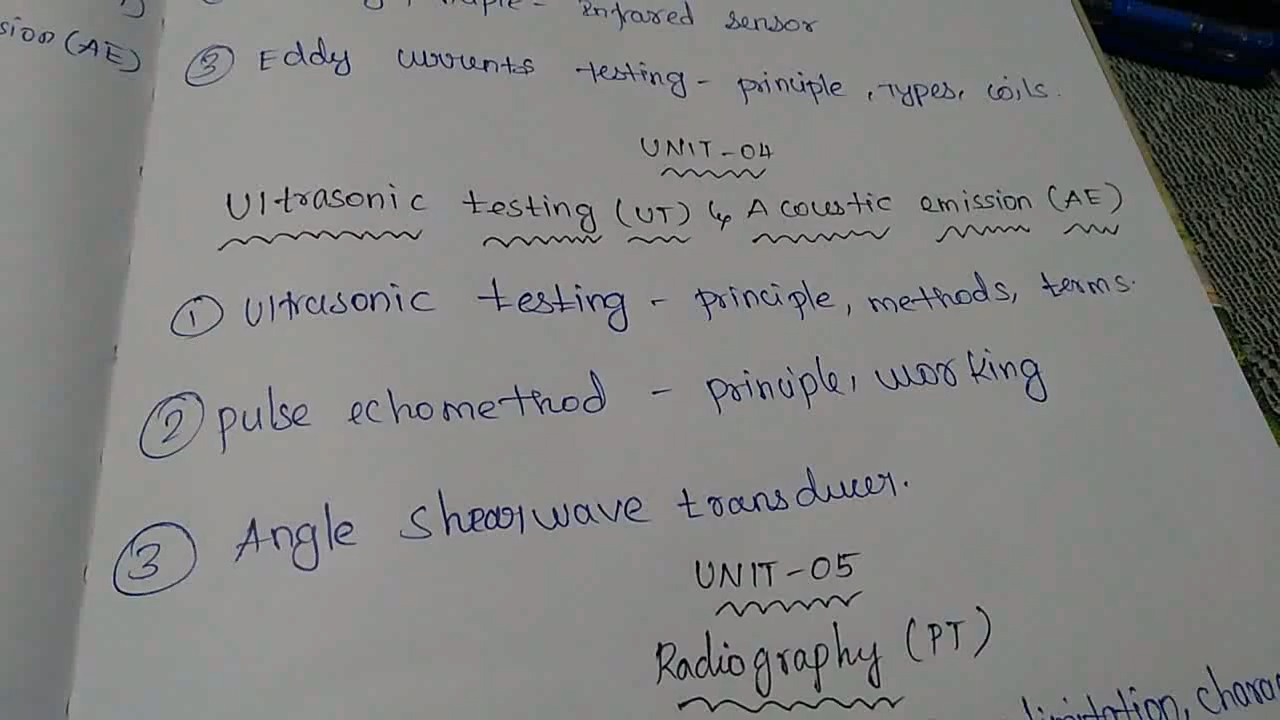 Infrared sensor
sion (AE)
③ Eddy currents testing - principle, Types, coils.
UNIT-04
Ultrasonic testing (UT) & Acoustic emission (AE)
① Ultrasonic testing - principle, methods, terms.
② pulse echomethod - principle, working
③ Angle shearwave transducer.
UNIT-05
Radiography (PT)
limitation, charac